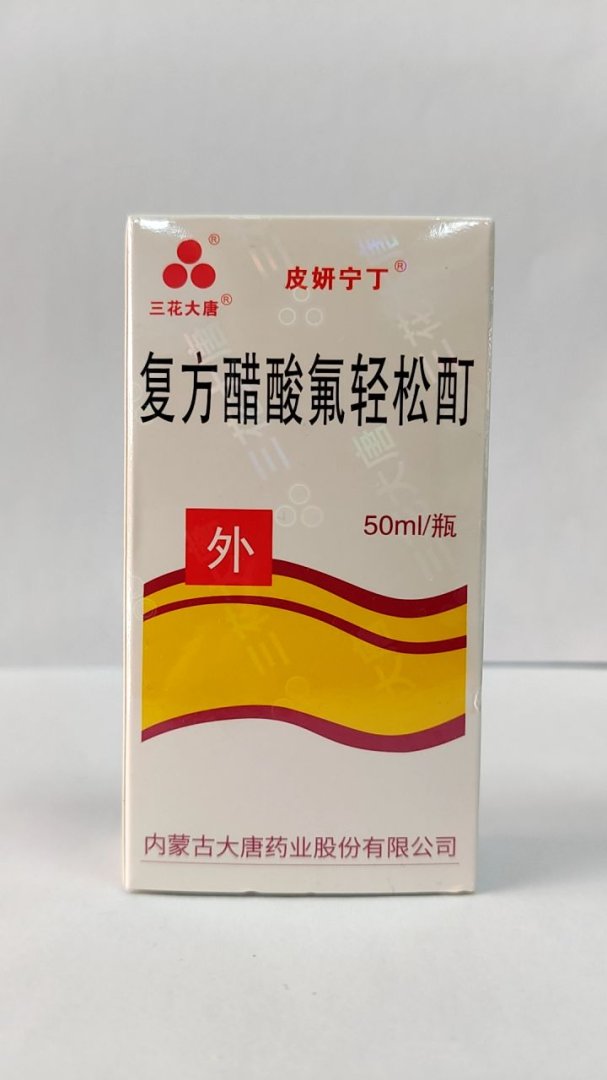 三花大唐®
皮妍宁丁®
复方醋酸氟轻松酊
50ml/瓶
外
内蒙古大唐药业股份有限公司